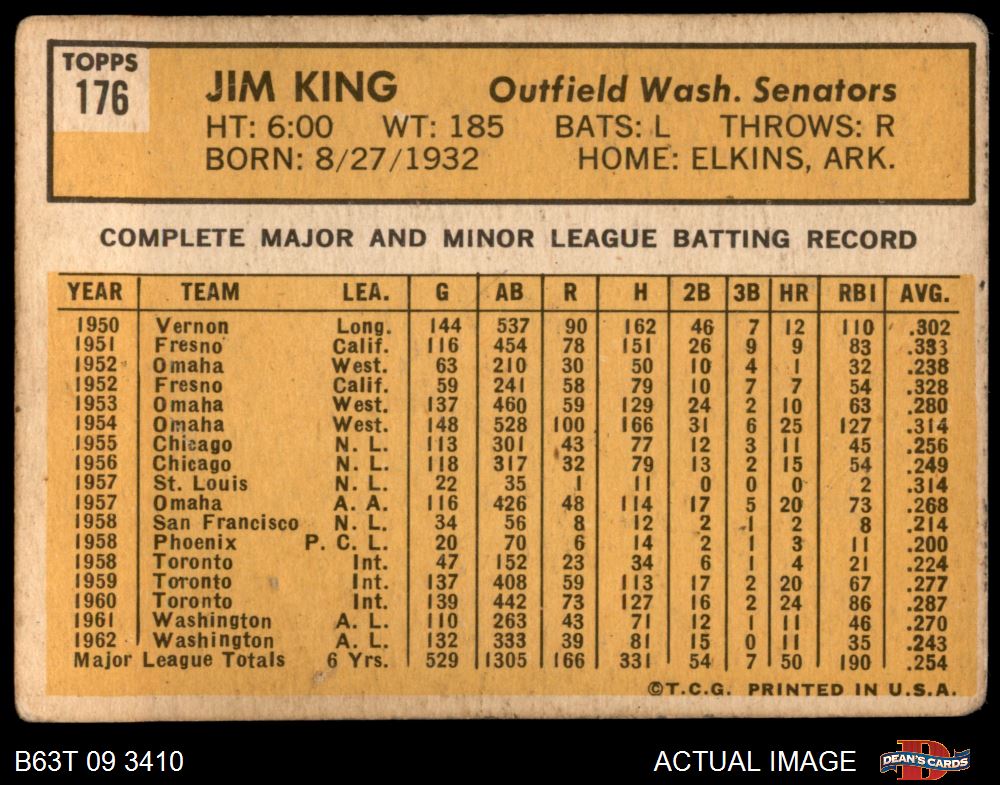 TOPPS
176
JIM KING Outfield Wash. Senators
HT: 6:00 WT: 185 BATS: L THROWS: R
BORN: 8/27/1932 HOME: ELKINS, ARK.
COMPLETE MAJOR AND MINOR LEAGUE BATTING RECORD
YEAR TEAM LEA. G AB R H 2B 3B HR RBI AVG.
1950 Vernon Long. 144 537 90 162 46 7 12 110 .302
1951 Fresno Calif. 116 454 78 151 26 9 9 83 .333
1952 Omaha West. 63 210 30 50 10 4 1 32 .238
1952 Fresno Calif. 59 241 58 79 10 7 7 54 .328
1953 Omaha West. 137 460 59 129 24 2 10 63 .280
1954 Omaha West. 148 528 100 166 31 6 25 127 .314
1955 Chicago N. L. 113 301 43 77 12 3 11 45 .256
1956 Chicago N. L. 118 317 32 79 13 2 15 54 .249
1957 St. Louis N. L. 22 35 1 11 0 0 0 2 .314
1957 Omaha A. A. 116 426 48 114 17 5 20 73 .268
1958 San Francisco N. L. 34 56 8 12 2 1 2 8 .214
1958 Phoenix P. C. L. 20 70 6 14 2 1 3 11 .200
1958 Toronto Int. 47 152 23 34 6 1 4 21 .224
1959 Toronto Int. 137 408 59 113 17 2 20 67 .277
1960 Toronto Int. 139 442 73 127 16 2 24 86 .287
1961 Washington A. L. 110 263 43 71 12 1 11 46 .270
1962 Washington A. L. 132 333 39 81 15 0 11 35 .243
Major League Totals 6 Yrs. 529 1305 166 331 54 7 50 190 .254
©T.C.G. PRINTED IN U.S.A.
B63T 09 3410 ACTUAL IMAGE DEAN'S CARDS